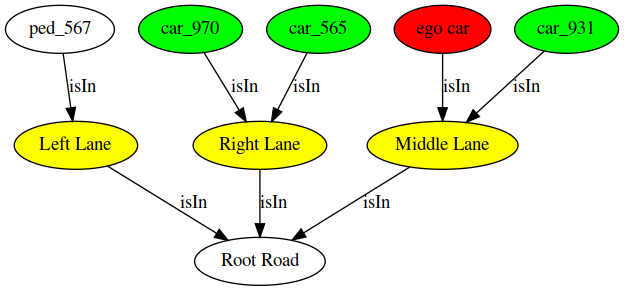 ped_567
car_970
car_565
ego car
car_931
isIn
isIn
isIn
isIn
isIn
Left Lane
Right Lane
Middle Lane
isIn
isIn
isIn
Root Road